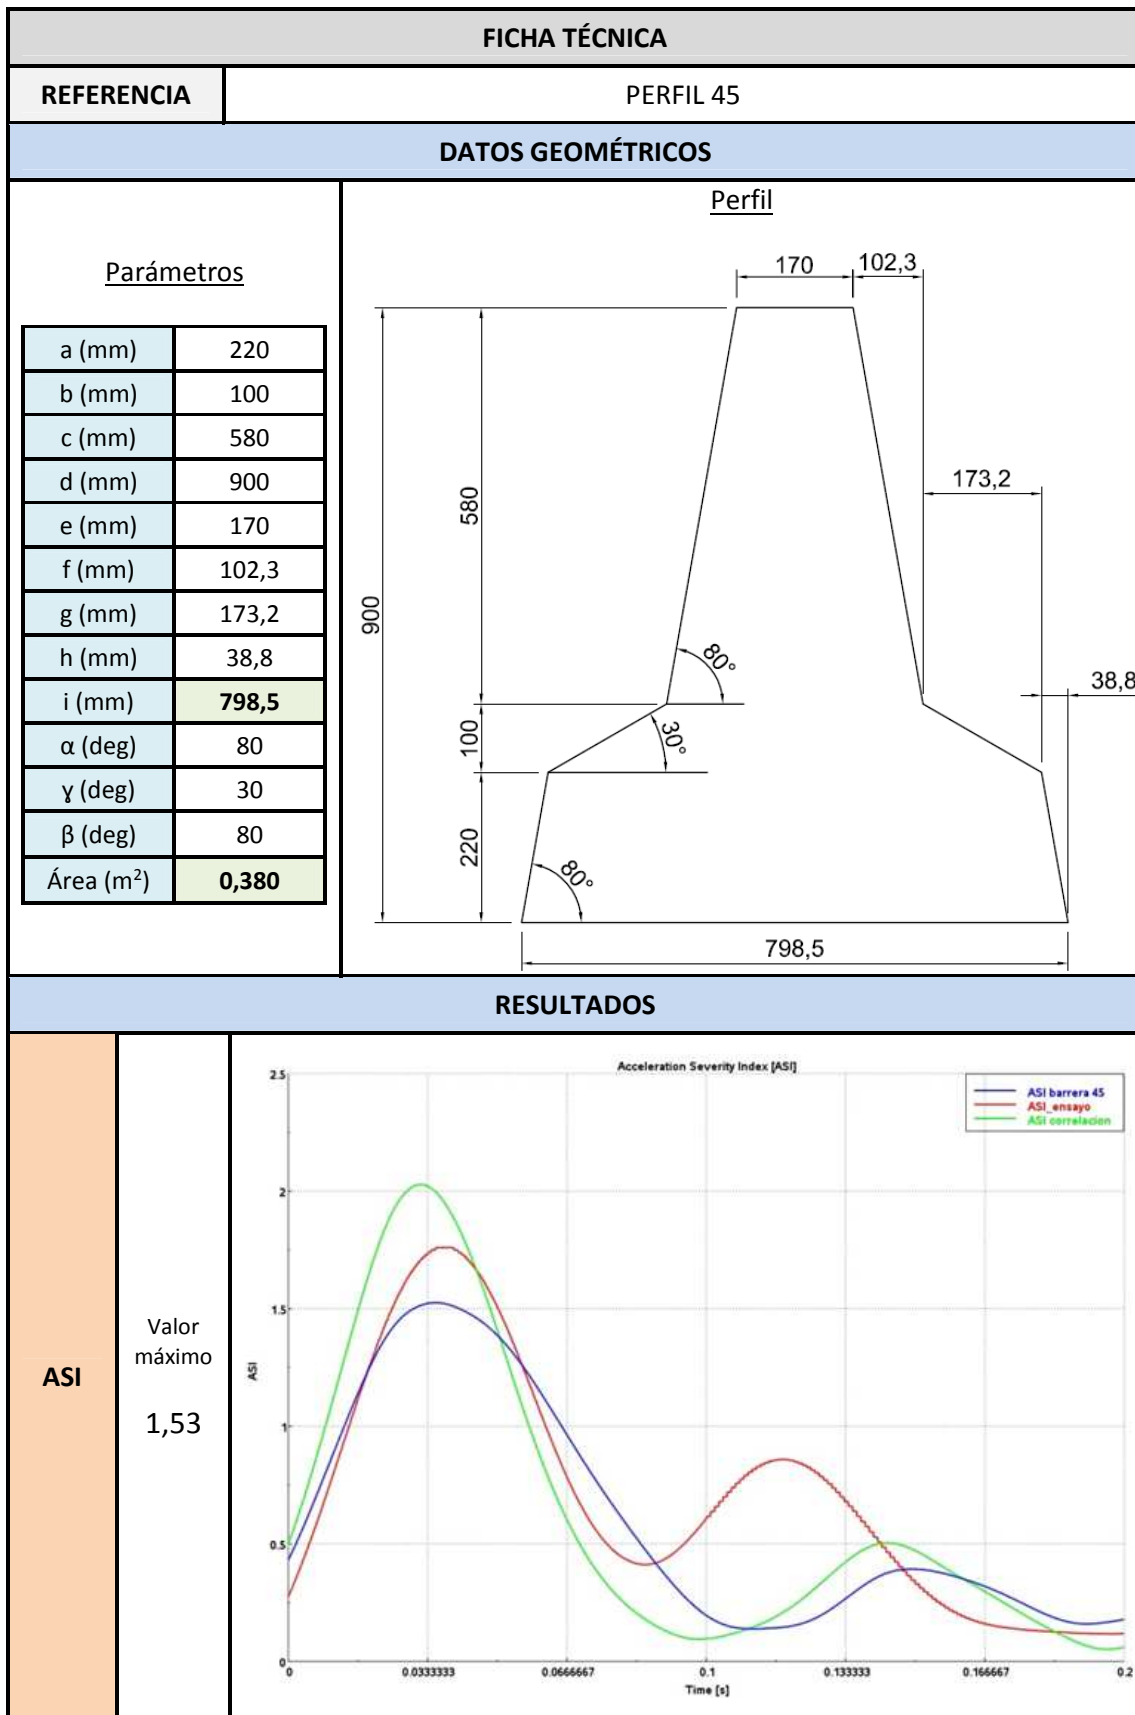 FICHA TÉCNICA
REFERENCIA PERFIL 45
DATOS GEOMÉTRICOS
Parámetros
a (mm) 220
b (mm) 100
c (mm) 580
d (mm) 900
e (mm) 170
f (mm) 102,3
g (mm) 173,2
h (mm) 38,8
i (mm) 798,5
α (deg) 80
γ (deg) 30
β (deg) 80
Área (m²) 0,380
Perfil
170 102,3
580
173,2
900
80°
38,8
100
30°
220
80°
798,5
RESULTADOS
ASI
Valor
máximo
1,53
Acceleration Severity Index [ASI]
ASI barrera 45
ASI_ensayo
ASI correlacion
2.5
2
1.5
1
0.5
0
ASI
0 0.0333333 0.0666667 0.1 0.133333 0.166667 0.2
Time [s]